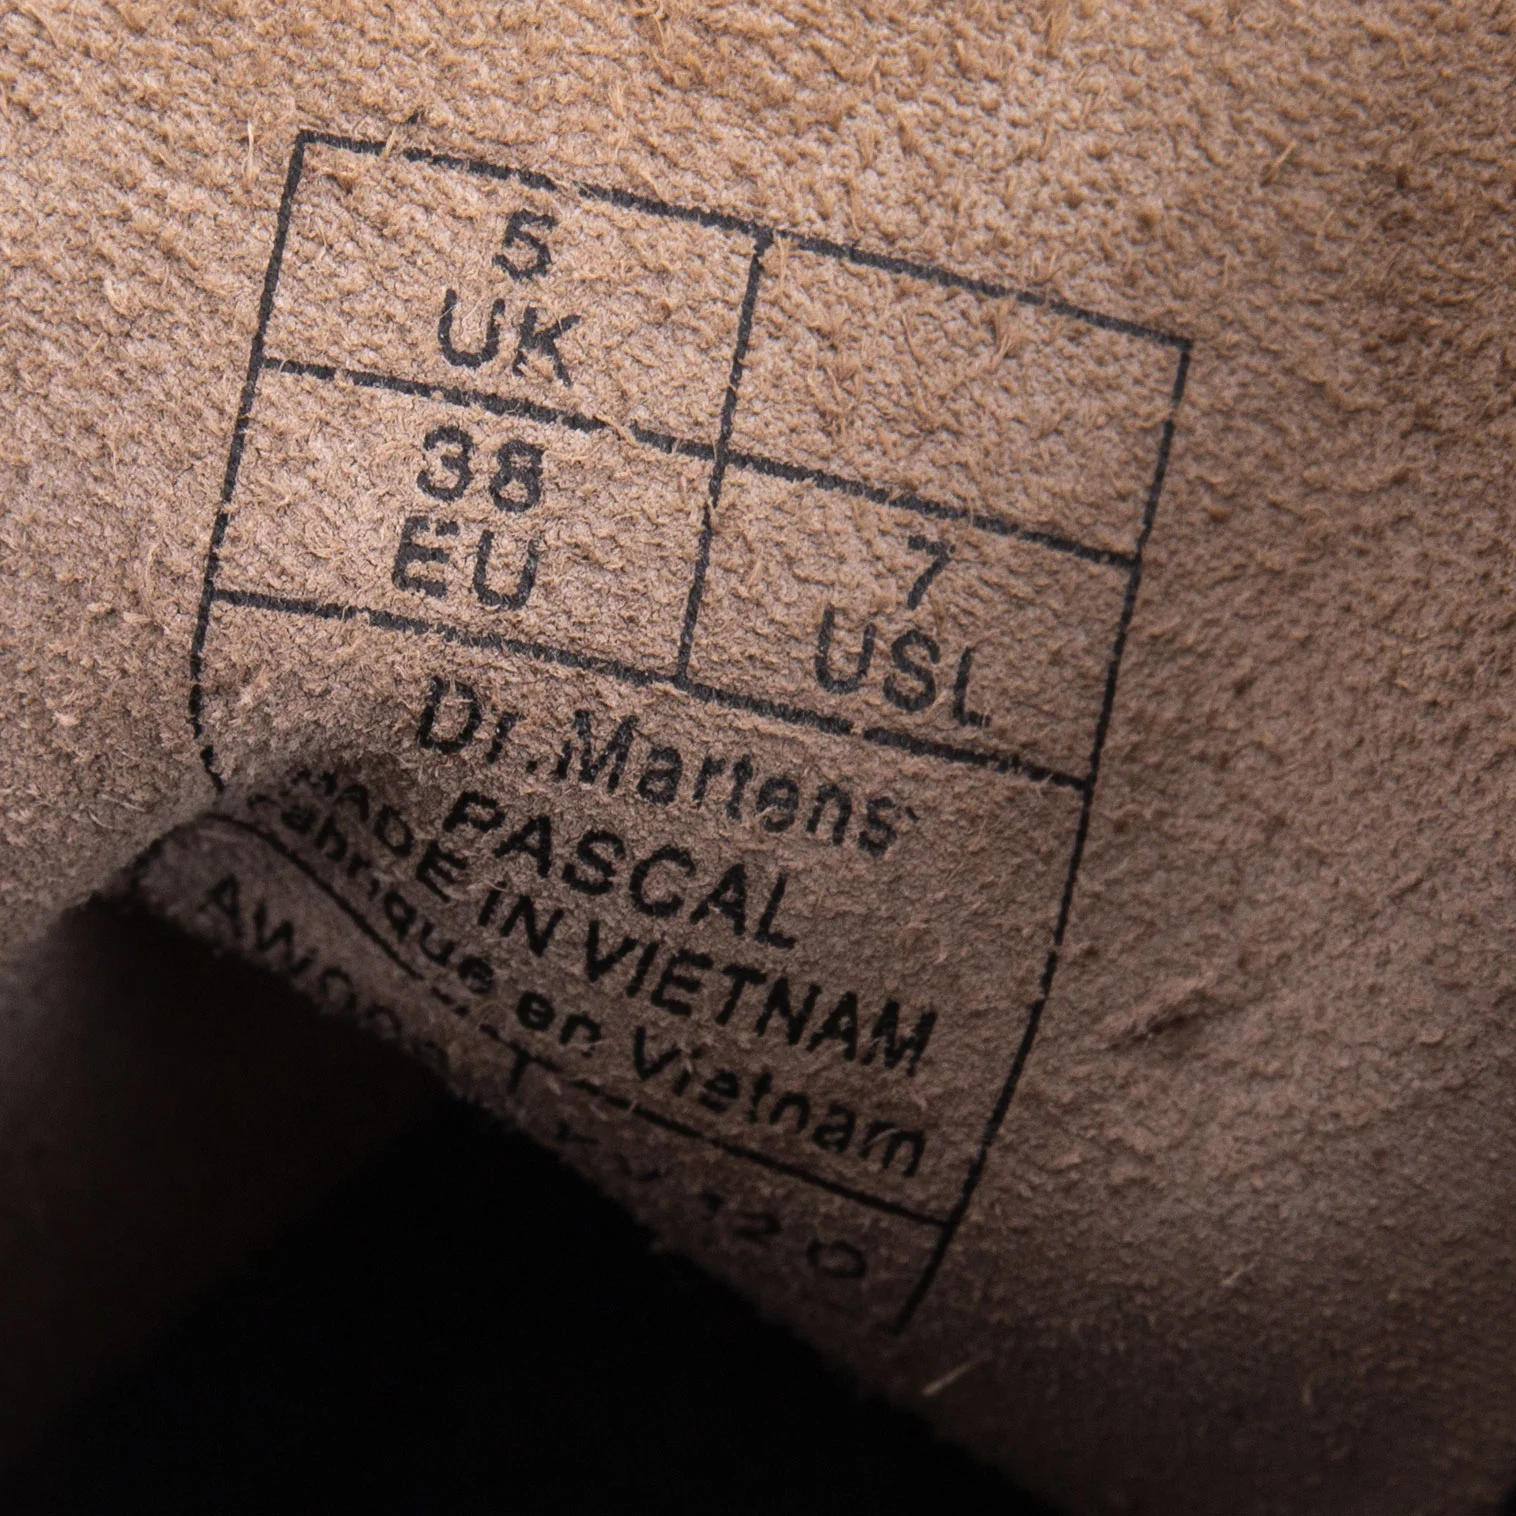 5
UK
38
EU
7
USL
Dr.Martens
PASCAL
MADE IN VIETNAM
Fabriqué en Vietnam